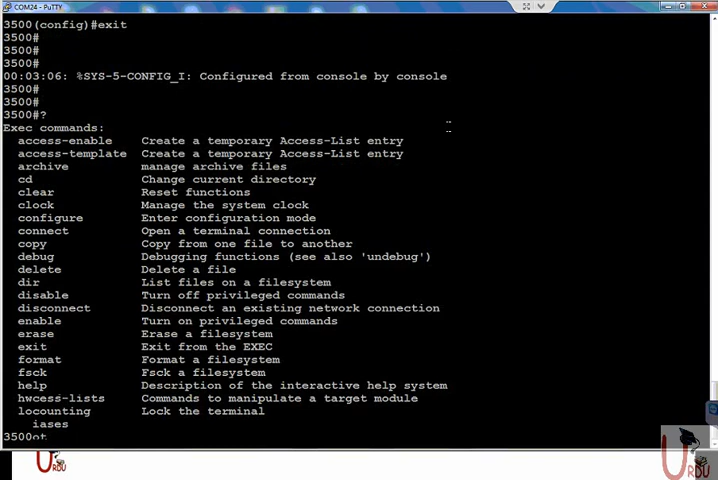 COM24 - PuTTY
3500(config)#exit
3500#
3500#
3500#
00:03:06: %SYS-5-CONFIG_I: Configured from console by console
3500#
3500#
3500#?
Exec commands:
access-enable Create a temporary Access-List entry
access-template Create a temporary Access-List entry
archive manage archive files
cd Change current directory
clear Reset functions
clock Manage the system clock
configure Enter configuration mode
connect Open a terminal connection
copy Copy from one file to another
debug Debugging functions (see also 'undebug')
delete Delete a file
dir List files on a filesystem
disable Turn off privileged commands
disconnect Disconnect an existing network connection
enable Turn on privileged commands
erase Erase a filesystem
exit Exit from the EXEC
format Format a filesystem
fsck Fsck a filesystem
help Description of the interactive help system
hwcess-lists Commands to manipulate a target module
locounting Lock the terminal
iases
3500ot
URDU
URDU